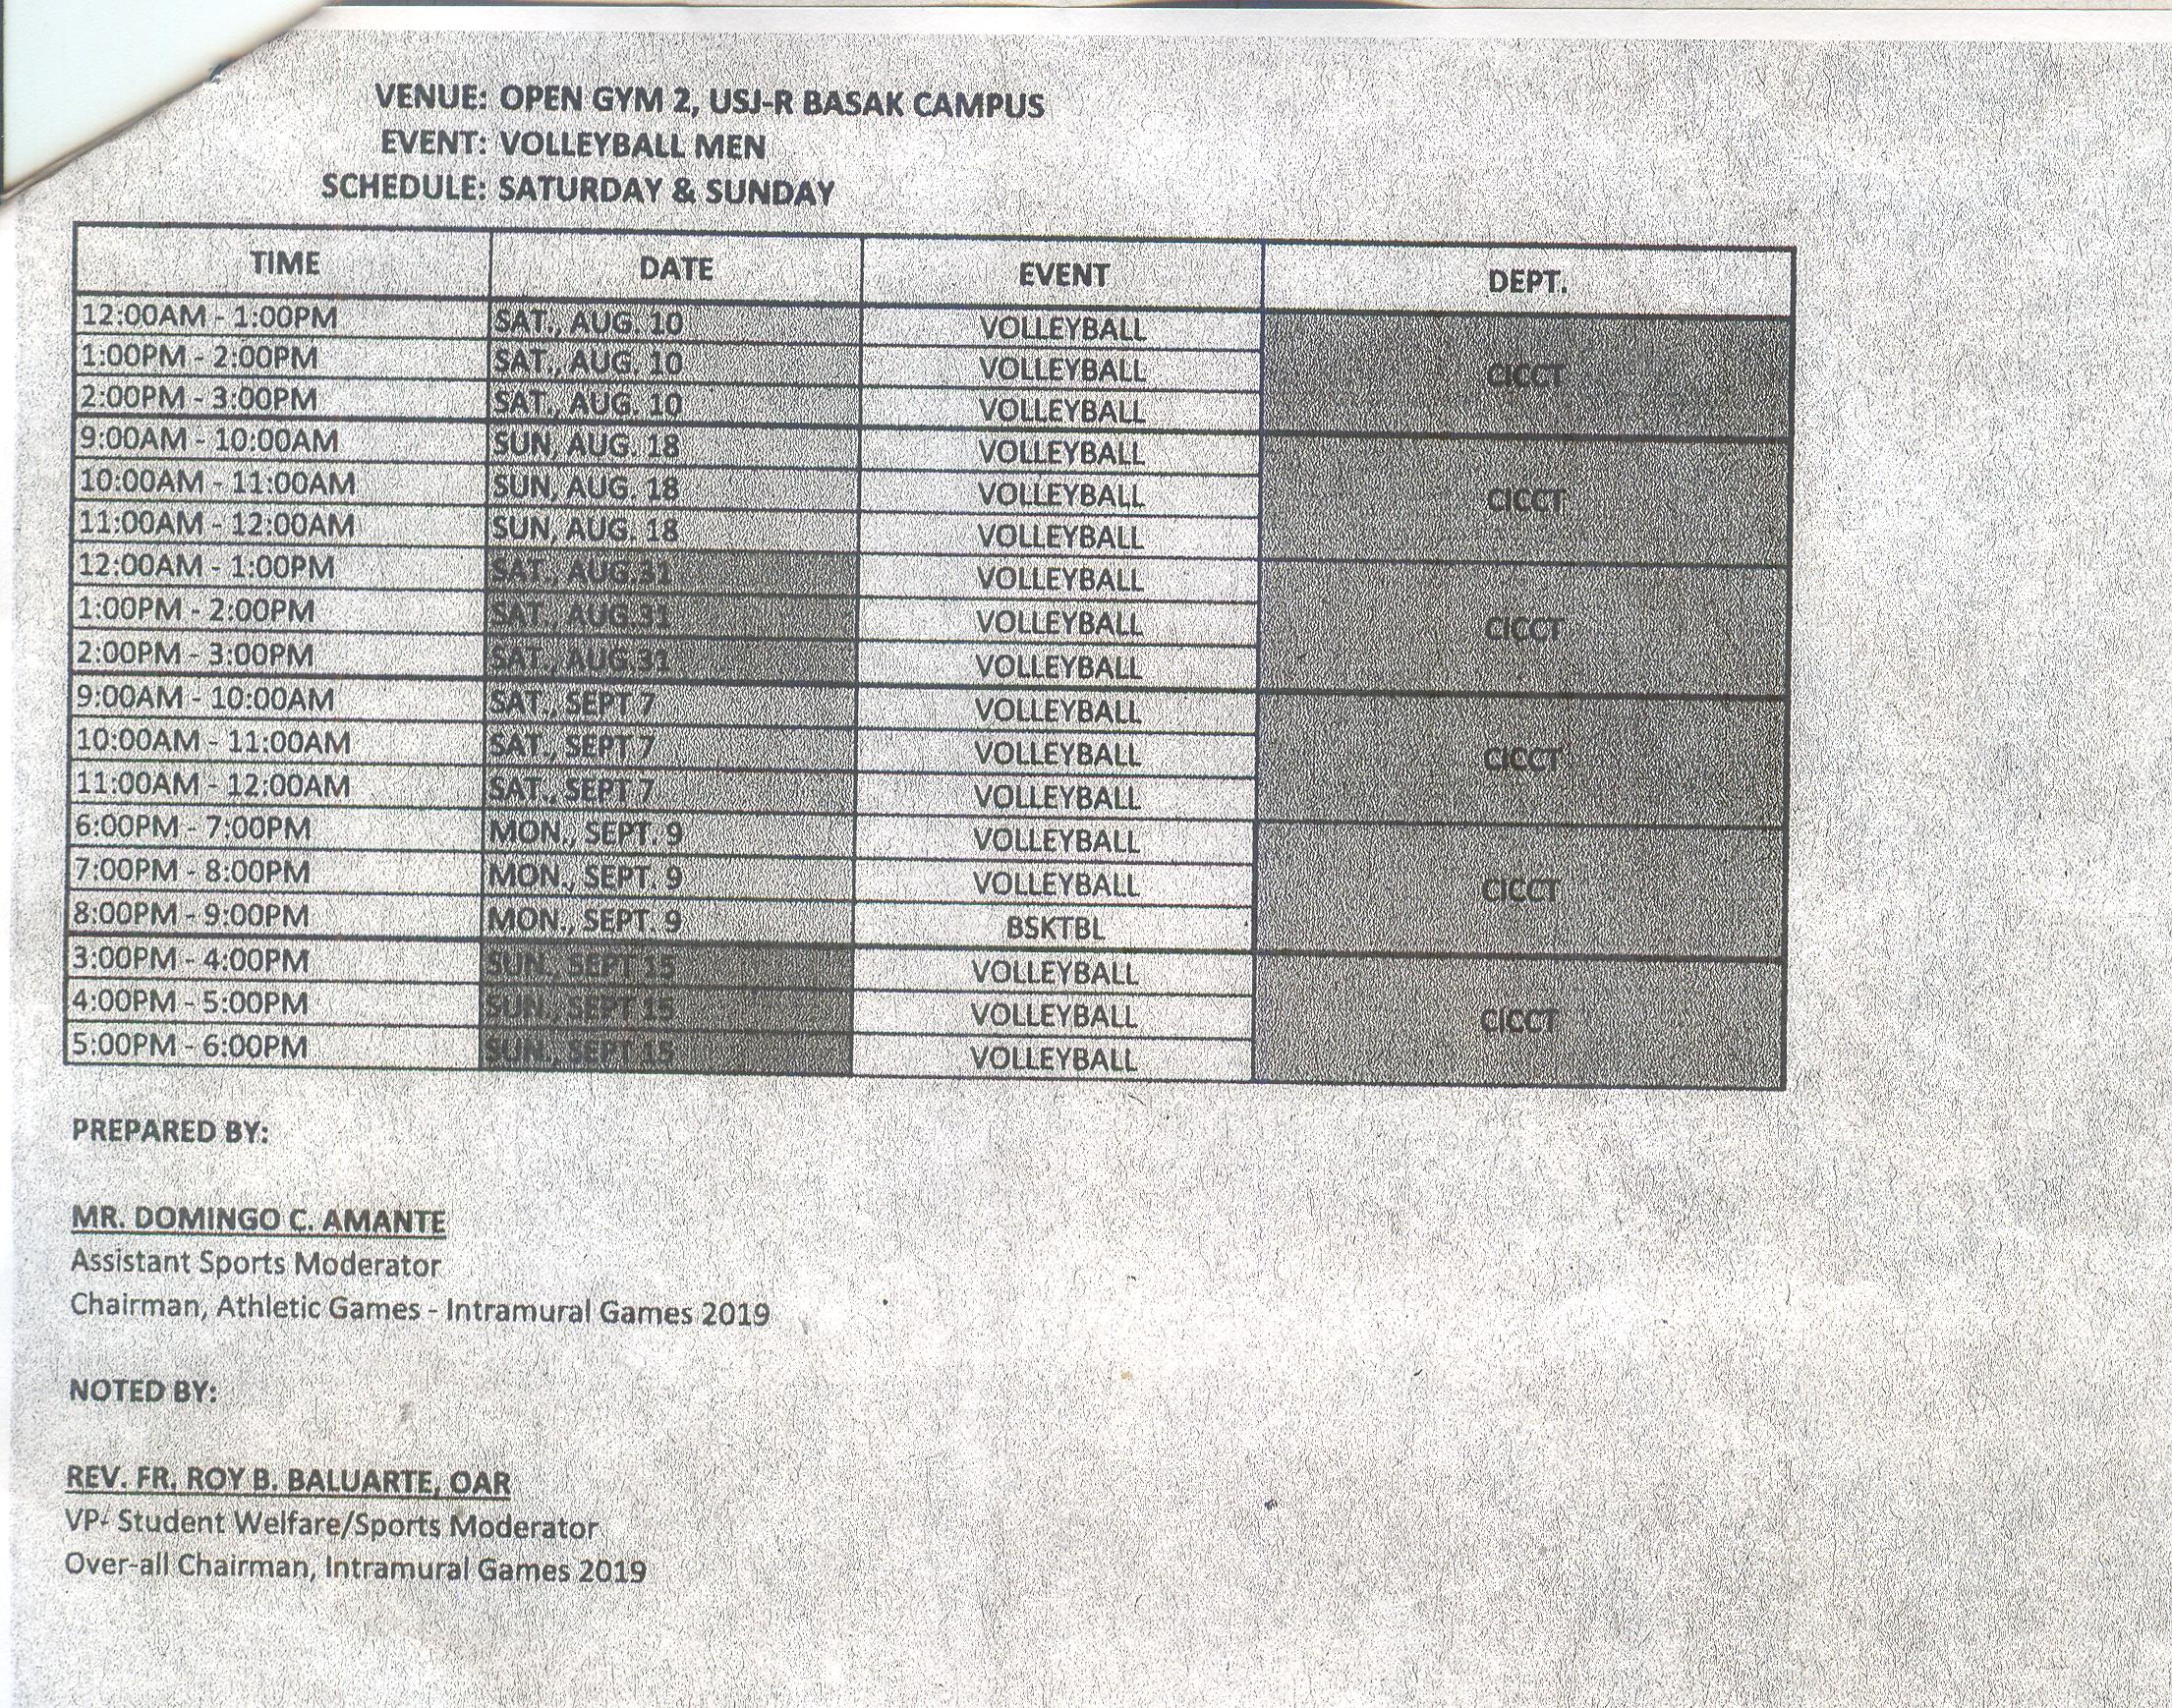 VENUE: OPEN GYM 2, USJ-R BASAK CAMPUS
EVENT: VOLLEYBALL MEN
SCHEDULE: SATURDAY & SUNDAY
TIME DATE EVENT DEPT.
12:00AM - 1:00PM SAT., AUG. 10 VOLLEYBALL
1:00PM - 2:00PM SAT., AUG. 10 VOLLEYBALL CICCT
2:00PM - 3:00PM SAT., AUG. 10 VOLLEYBALL
9:00AM - 10:00AM SUN, AUG. 18 VOLLEYBALL
10:00AM - 11:00AM SUN, AUG. 18 VOLLEYBALL CICCT
11:00AM - 12:00AM SUN, AUG. 18 VOLLEYBALL
12:00AM - 1:00PM SAT., AUG.31 VOLLEYBALL
1:00PM - 2:00PM SAT., AUG.31 VOLLEYBALL CICCT
2:00PM - 3:00PM SAT., AUG.31 VOLLEYBALL
9:00AM - 10:00AM SAT., SEPT 7 VOLLEYBALL
10:00AM - 11:00AM SAT., SEPT 7 VOLLEYBALL CICCT
11:00AM - 12:00AM SAT., SEPT 7 VOLLEYBALL
6:00PM - 7:00PM MON., SEPT. 9 VOLLEYBALL
7:00PM - 8:00PM MON., SEPT. 9 VOLLEYBALL CICCT
8:00PM - 9:00PM MON., SEPT. 9 BSKTBL
3:00PM - 4:00PM SUN., SEPT 15 VOLLEYBALL
4:00PM - 5:00PM SUN., SEPT 15 VOLLEYBALL CICCT
5:00PM - 6:00PM SUN., SEPT 15 VOLLEYBALL
PREPARED BY:
MR. DOMINGO C. AMANTE
Assistant Sports Moderator
Chairman, Athletic Games - Intramural Games 2019
NOTED BY:
REV. FR. ROY B. BALUARTE, OAR
VP- Student Welfare/Sports Moderator
Over-all Chairman, Intramural Games 2019